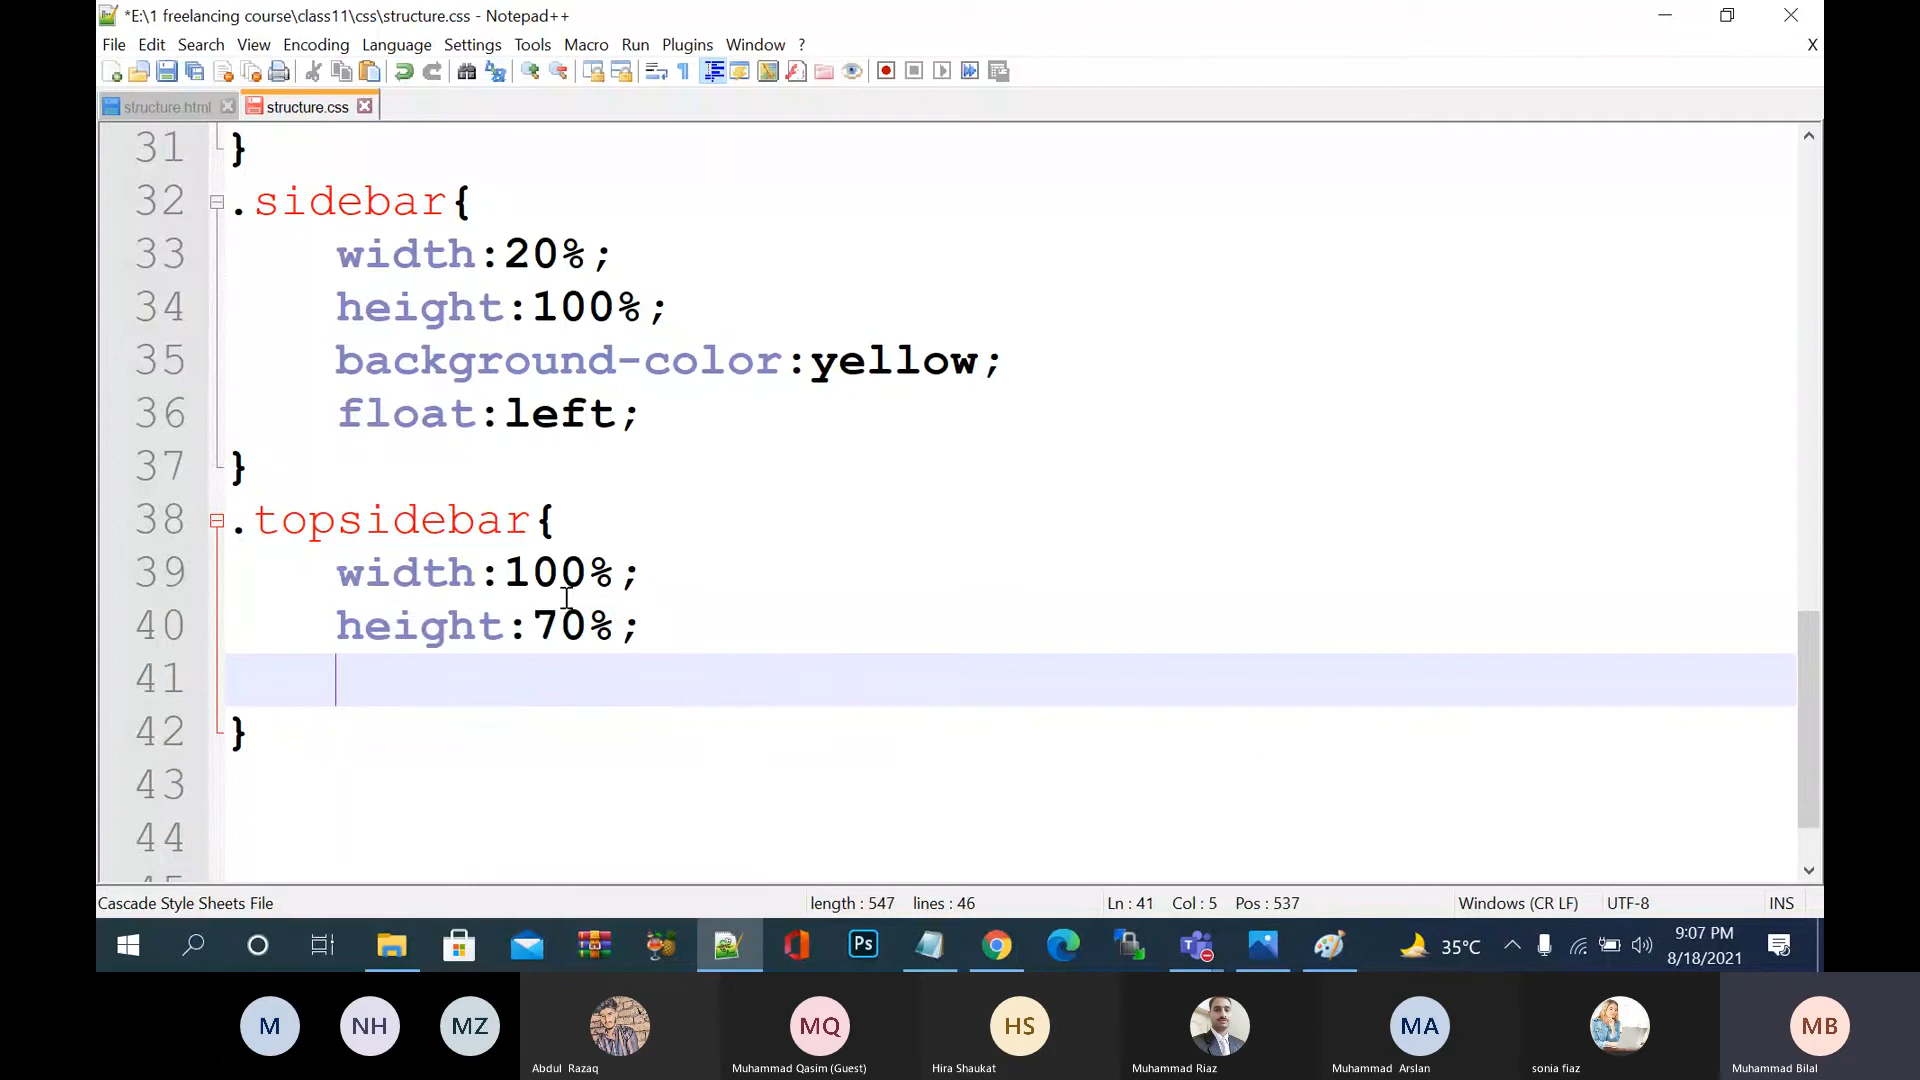 *E:\1 freelancing course\class11\css\structure.css - Notepad++
File Edit Search View Encoding Language Settings Tools Macro Run Plugins Window ? X
structure.html structure.css
31 }
32 .sidebar{
33 width:20%;
34 height:100%;
35 background-color:yellow;
36 float:left;
37 }
38 .topsidebar{
39 width:100%;
40 height:70%;
41
42 }
43
44
Cascade Style Sheets File length : 547 lines : 46 Ln : 41 Col : 5 Pos : 537 Windows (CR LF) UTF-8 INS
Ps 35°C 9:07 PM
8/18/2021
M NH MZ MQ HS MA MB
Abdul Razaq Muhammad Qasim (Guest) Hira Shaukat Muhammad Riaz Muhammad Arslan sonia fiaz Muhammad Bilal